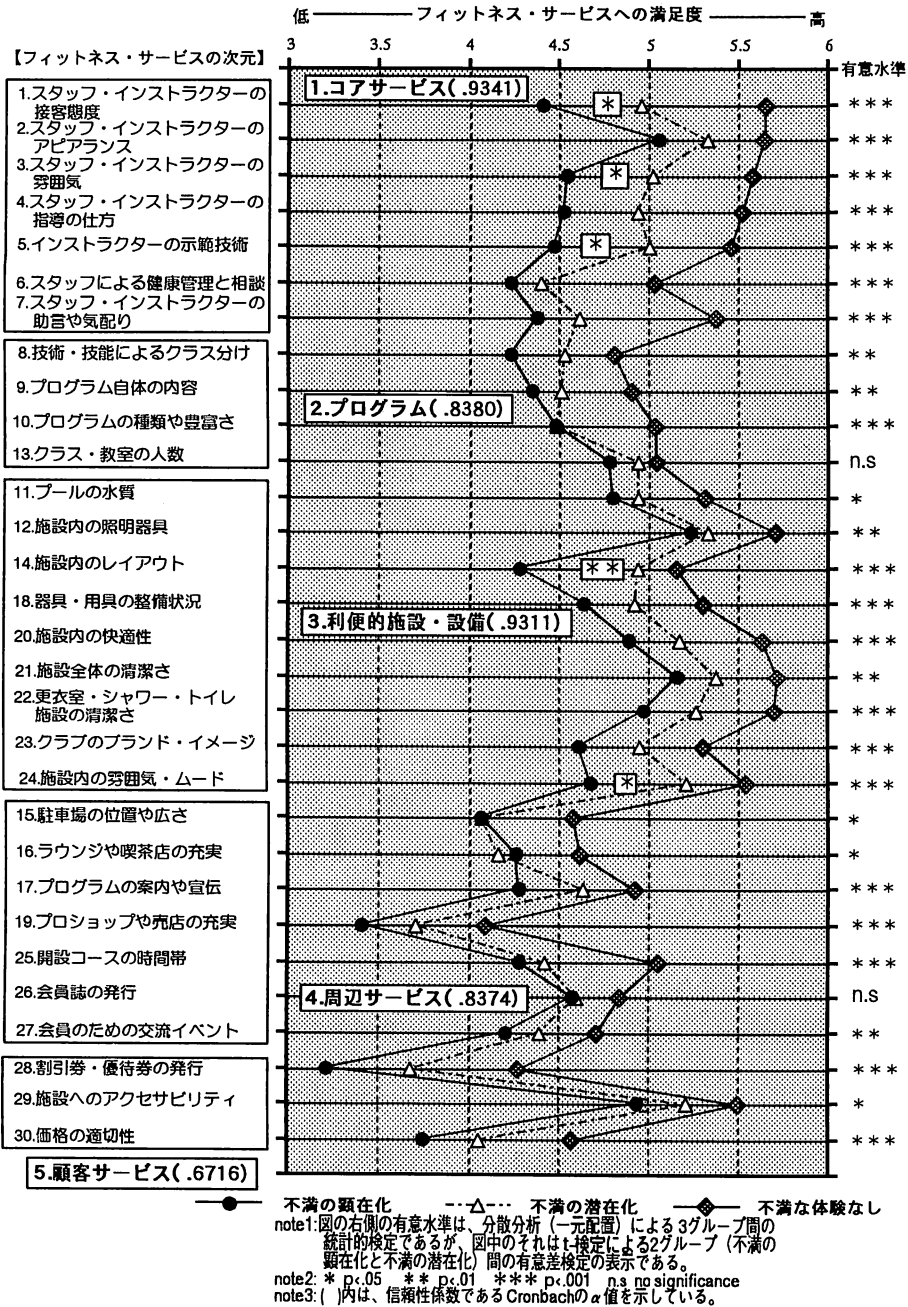 低 フィットネス・サービスへの満足度 高
【フィットネス・サービスの次元】 3 3.5 4 4.5 5 5.5 6
有意水準
1.コアサービス( .9341)
1.スタッフ・インストラクターの
接客態度 * ***
2.スタッフ・インストラクターの
アピアランス ***
3.スタッフ・インストラクターの
雰囲気 * ***
4.スタッフ・インストラクターの
指導の仕方 ***
5.インストラクターの示範技術 * ***
6.スタッフによる健康管理と相談 ***
7.スタッフ・インストラクターの
助言や気配り ***
8.技術・技能によるクラス分け **
9.プログラム自体の内容 **
2.プログラム( .8380)
10.プログラムの種類や豊富さ ***
13.クラス・教室の人数 n.s
11.プールの水質 *
12.施設内の照明器具 **
14.施設内のレイアウト ** ***
18.器具・用具の整備状況 ***
3.利便的施設・設備( .9311)
20.施設内の快適性 ***
21.施設全体の清潔さ **
22.更衣室・シャワー・トイレ
施設の清潔さ ***
23.クラブのブランド・イメージ ***
24.施設内の雰囲気・ムード * ***
15.駐車場の位置や広さ *
16.ラウンジや喫茶店の充実 *
17.プログラムの案内や宣伝 ***
19.プロショップや売店の充実 ***
25.開設コースの時間帯 ***
26.会員誌の発行 n.s
4.周辺サービス( .8374)
27.会員のための交流イベント **
28.割引券・優待券の発行 ***
29.施設へのアクセサビリティ *
30.価格の適切性 ***
5.顧客サービス( .6716)
不満の顕在化 不満の潜在化 不満な体験なし
note1:図の右側の有意水準は、分散分析(一元配置)による3グループ間の
統計的検定であるが、図中のそれはt-検定による2グループ(不満の
顕在化と不満の潜在化)間の有意差検定の表示である。
note2: * p<.05 ** p<.01 *** p<.001 n.s no significance
note3: ( )内は、信頼性係数であるCronbachのα値を示している。